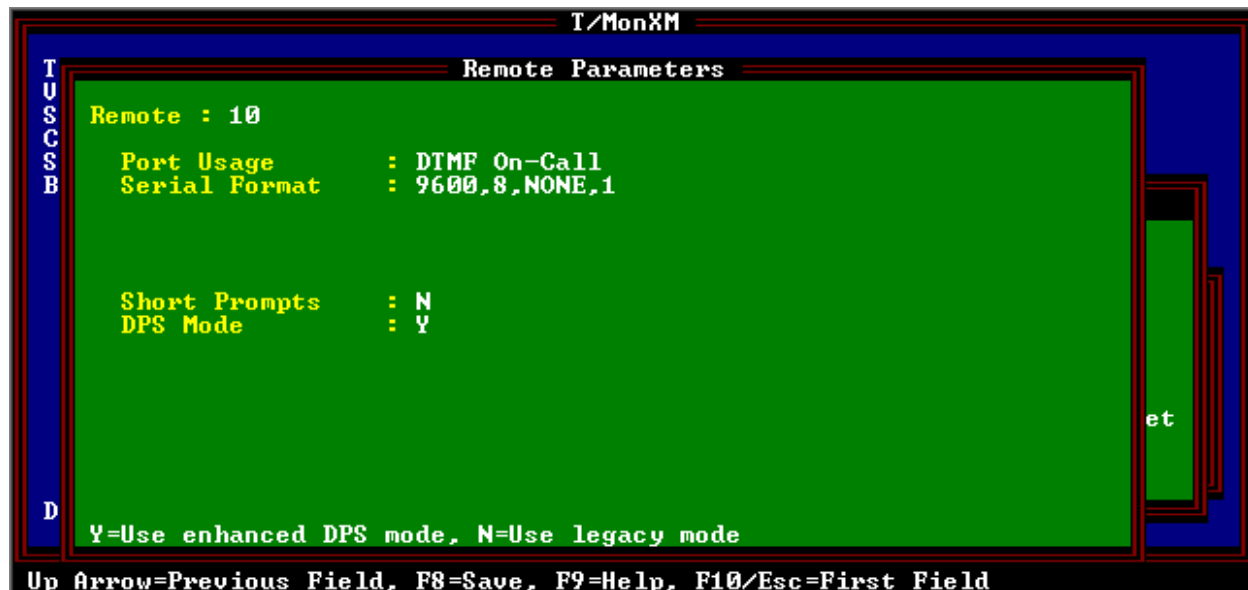 T/MonXM
Remote Parameters
T
V
S
C
S
B
D
Remote : 10
Port Usage : DTMF On-Call
Serial Format : 9600,8,NONE,1
Short Prompts : N
DPS Mode : Y
et
Y=Use enhanced DPS mode, N=Use legacy mode
Up Arrow=Previous Field, F8=Save, F9=Help, F10/Esc=First Field